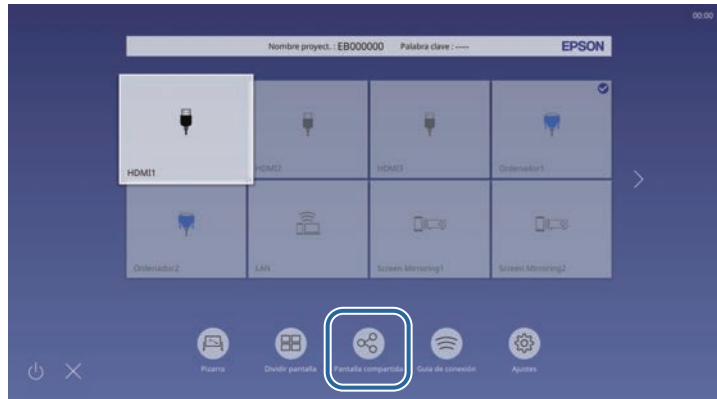 00:00
Nombre proyect. : EB000000 Palabra clave : ----- EPSON
HDMI1 HDMI2 HDMI3 Ordenador1
Ordenador2 LAN Screen Mirroring1 Screen Mirroring2
Pizarra Dividir pantalla Pantalla compartida Guía de conexión Ajustes